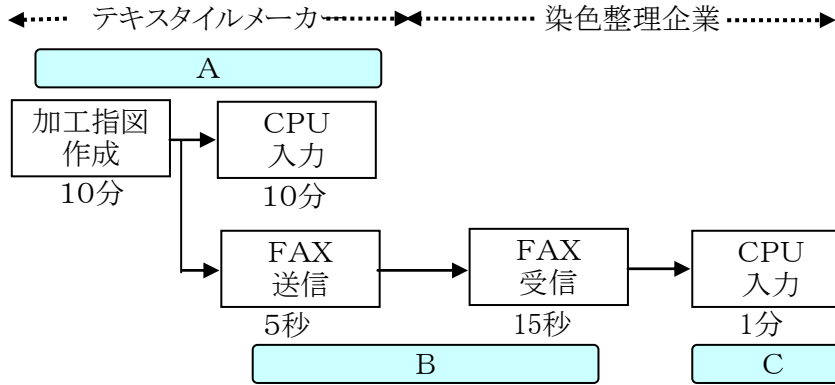 テキスタイルメーカー
染色整理企業
A
加工指図
作成
10分
CPU
入力
10分
FAX
送信
5秒
FAX
受信
15秒
CPU
入力
1分
B
C